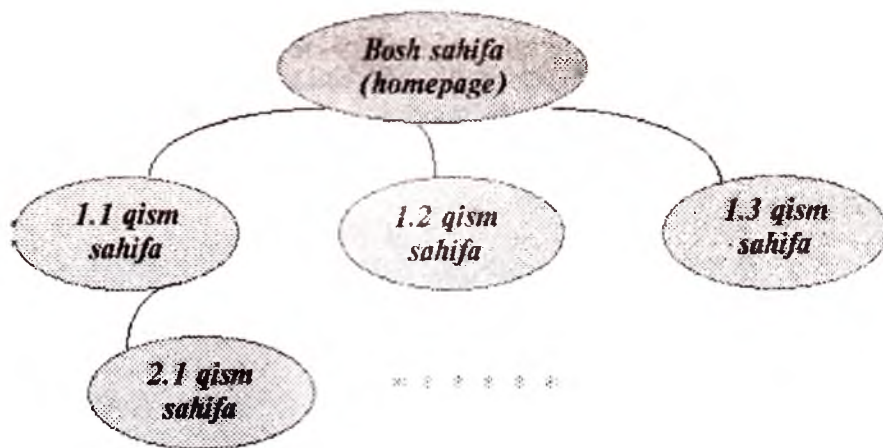 Bosh sahifa
(homepage)
1.1 qism
sahifa
1.2 qism
sahifa
1.3 qism
sahifa
2.1 qism
sahifa